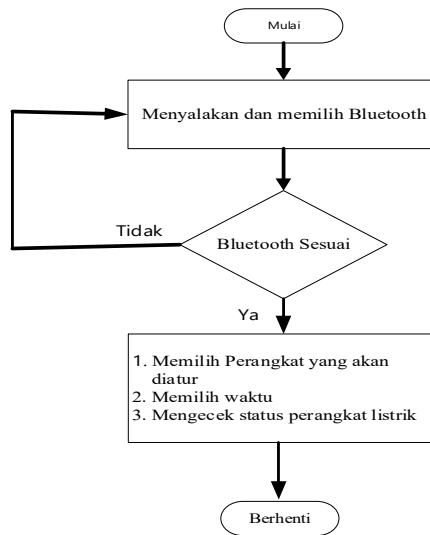 Mulai
Menyalakan dan memilih Bluetooth
Tidak
Bluetooth Sesuai
Ya
1. Memilih Perangkat yang akan
diatur
2. Memilih waktu
3. Mengecek status perangkat listrik
Berhenti